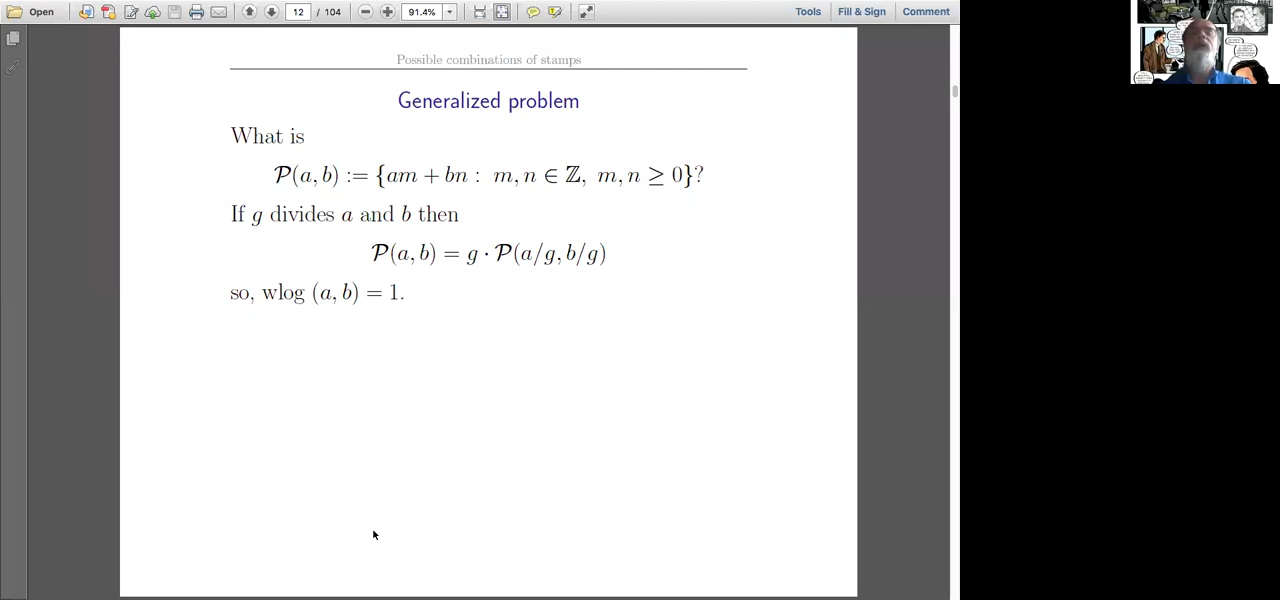 Open
12 / 104
91.4%
Tools
Fill & Sign
Comment
Possible combinations of stamps
Generalized problem
What is
𝒫(a, b) := {am + bn : m, n ∈ ℤ, m, n ≥ 0}?
If g divides a and b then
𝒫(a, b) = g · 𝒫(a/g, b/g)
so, wlog (a, b) = 1.